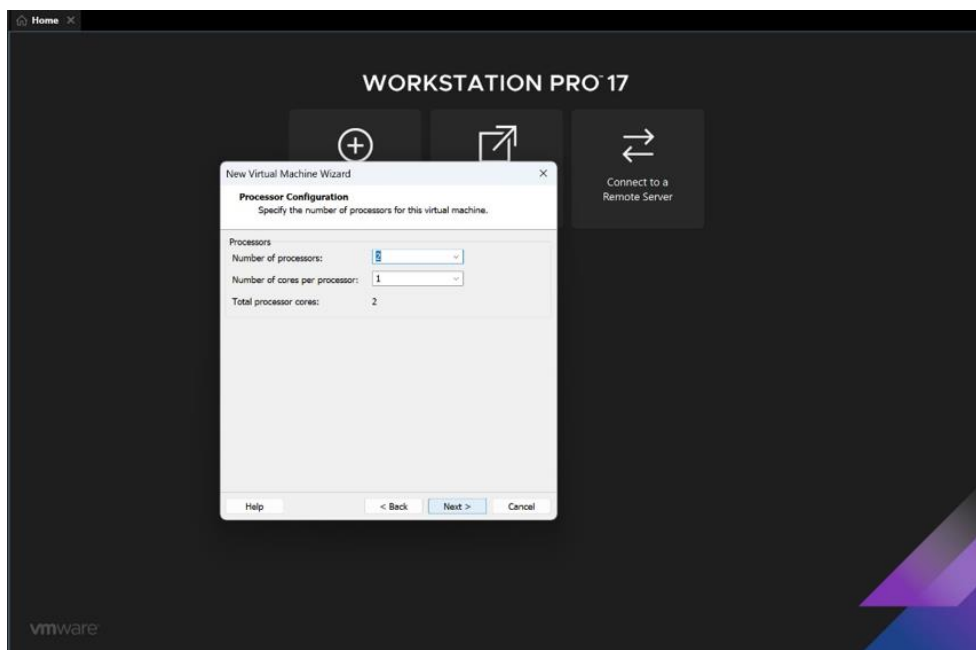 Home
WORKSTATION PRO™ 17
Connect to a
Remote Server
New Virtual Machine Wizard
Processor Configuration
Specify the number of processors for this virtual machine.
Processors
Number of processors: 2
Number of cores per processor: 1
Total processor cores: 2
Help < Back Next > Cancel
vmware